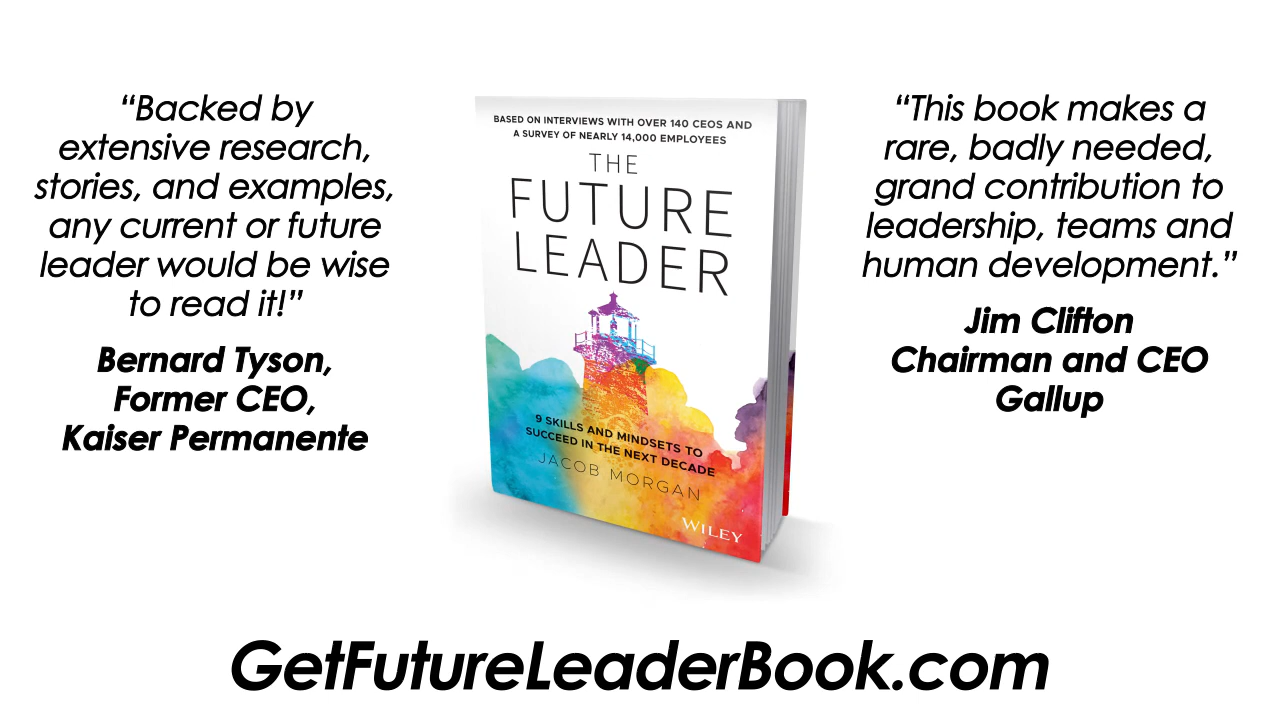 “Backed by
extensive research,
stories, and examples,
any current or future
leader would be wise
to read it!”
Bernard Tyson,
Former CEO,
Kaiser Permanente
BASED ON INTERVIEWS WITH OVER 140 CEOS AND
A SURVEY OF NEARLY 14,000 EMPLOYEES
THE
FUTURE
LEADER
9 SKILLS AND MINDSETS TO
SUCCEED IN THE NEXT DECADE
JACOB MORGAN
WILEY
“This book makes a
rare, badly needed,
grand contribution to
leadership, teams and
human development.”
Jim Clifton
Chairman and CEO
Gallup
GetFutureLeaderBook.com